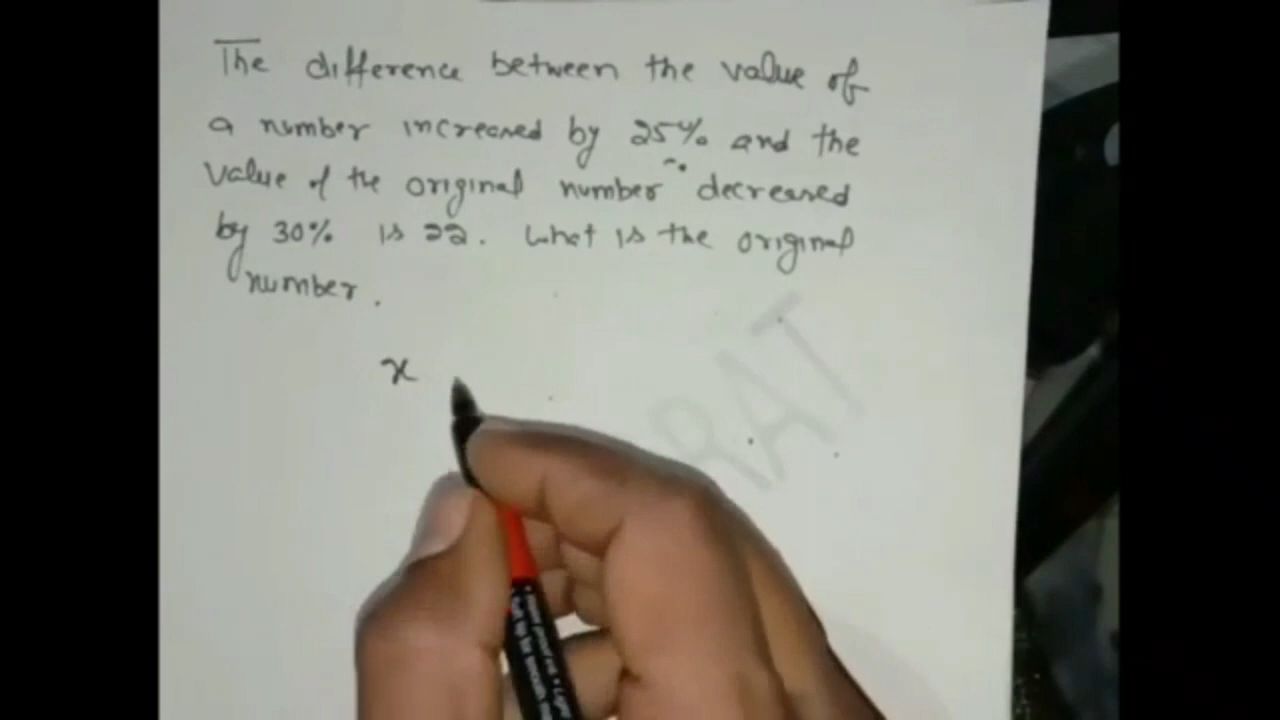 The difference between the value of
a number increased by 25% and the
value of the original number decreased
by 30% is 22. What is the original
number.
x
RAT